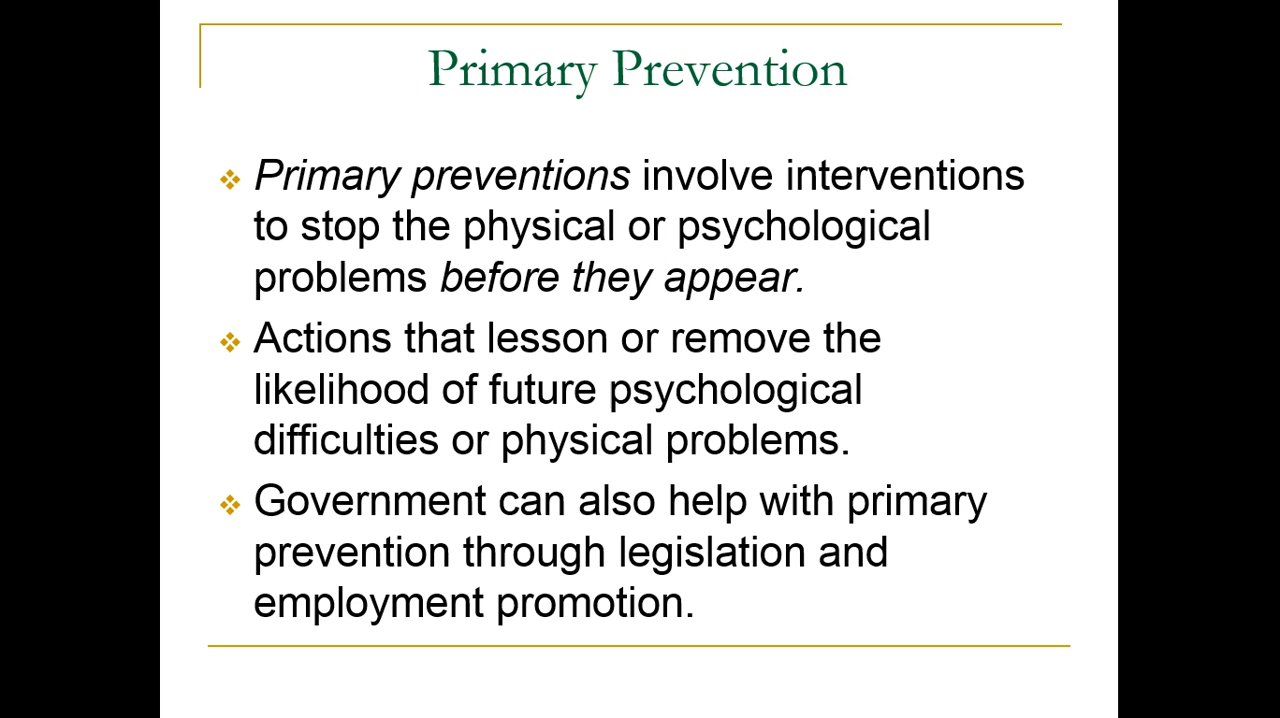 Primary Prevention
Primary preventions involve interventions
to stop the physical or psychological
problems before they appear.
Actions that lesson or remove the
likelihood of future psychological
difficulties or physical problems.
Government can also help with primary
prevention through legislation and
employment promotion.